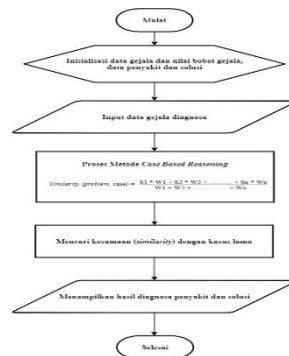 Mulai
Inisialisasi data gejala dan nilai bobot gejala,
data penyakit dan solusi
Input data gejala diagnosa
Proses Metode Case Based Reasoning
Similarity (problem, case) = S1 * W1 + S2 * W2 + ............ + Sn * Wn
W1 + W2 + .................. + Wn
Mencari kesamaan (similarity) dengan kasus lama
Menampilkan hasil diagnosa penyakit dan solusi
Selesai